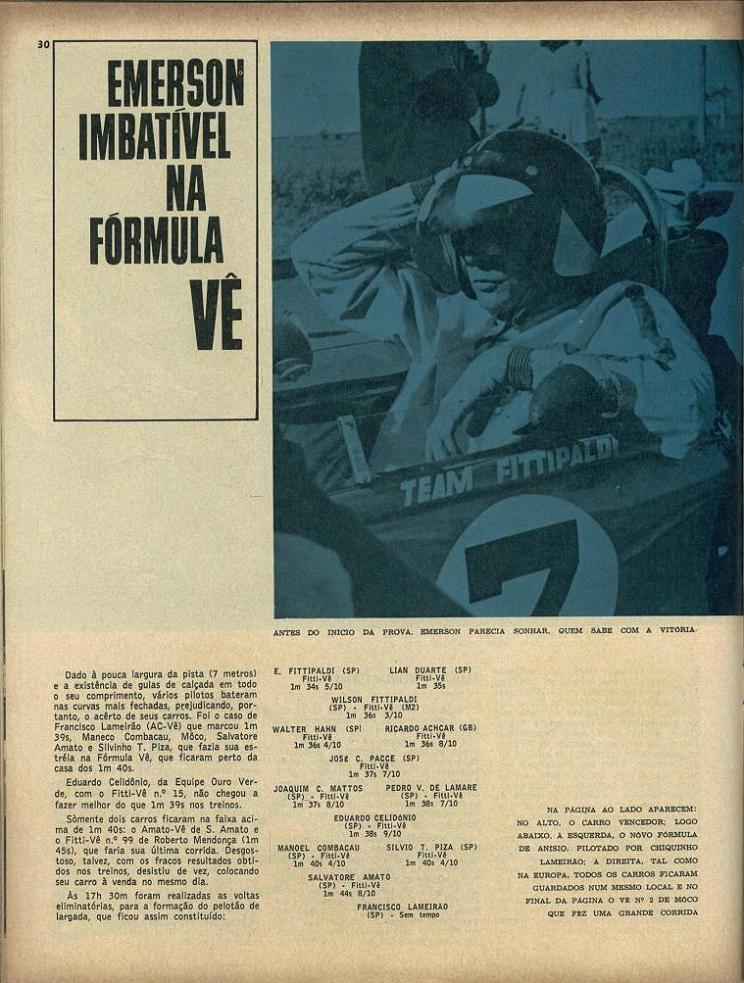 30
EMERSON
IMBATÍVEL
NA
FÓRMULA
VÊ
TEAM FITTIPALDI
7
ANTES DO INICIO DA PROVA, EMERSON PARECIA SONHAR, QUEM SABE COM A VITÓRIA.
Dado à pouca largura da pista (7 metros)
e a existência de guias de calçada em todo
o seu comprimento, vários pilotos bateram
nas curvas mais fechadas, prejudicando, por-
tanto, o acêrto de seus carros. Foi o caso de
Francisco Lameirão (AC-Vê) que marcou 1m
39s, Maneco Combacau, Môco, Salvatore
Amato e Silvinho T. Piza, que fazia sua es-
tréia na Fórmula Vê, que ficaram perto da
casa dos 1m 40s.
Eduardo Celidônio, da Equipe Ouro Ver-
de, com o Fitti-Vê n.º 15, não chegou a
fazer melhor do que 1m 39s nos treinos.
Sòmente dois carros ficaram na faixa aci-
ma de 1m 40s: o Amato-Vê de S. Amato e
o Fitti-Vê n.º 99 de Roberto Mendonça (1m
45s), que faria sua última corrida. Desgos-
toso, talvez, com os fracos resultados obti-
dos nos treinos, desistiu de vez, colocando
seu carro à venda no mesmo dia.
Às 17h 30m foram realizadas as voltas
eliminatórias, para a formação do pelotão de
largada, que ficou assim constituído:
E. FITTIPALDI (SP) LIAN DUARTE (SP)
Fitti-Vê Fitti-Vê
1m 34s 5/10 1m 35s
WILSON FITTIPALDI
(SP) - Fitti-Vê (M2)
1m 36s 3/10
WALTER HAHN (SP) RICARDO ACHCAR (GB)
Fitti-Vê Fitti-Vê
1m 36s 4/10 1m 36s 8/10
JOSÉ C. PACCE (SP)
Fitti-Vê
1m 37s 7/10
JOAQUIM C. MATTOS PEDRO V. DE LAMARE
(SP) - Fitti-Vê (SP) - Fitti-Vê
1m 37s 8/10 1m 38s 7/10
EDUARDO CELIDÔNIO
(SP) - Fitti-Vê
1m 38s 9/10
MANOEL COMBACAU SILVIO T. PIZA (SP)
(SP) - Fitti-Vê Fitti-Vê
1m 40s 4/10 1m 40s 4/10
SALVATORE AMATO
(SP) - Fitti-Vê
1m 44s 8/10
FRANCISCO LAMEIRAO
(SP) - Sem tempo
NA PÁGINA AO LADO APARECEM:
NO ALTO, O CARRO VENCEDOR; LOGO
ABAIXO, À ESQUERDA, O NÔVO FÓRMULA
DE ANISIO, PILOTADO POR CHIQUINHO
LAMEIRÃO; À DIREITA, TAL COMO
NA EUROPA, TODOS OS CARROS FICARAM
GUARDADOS NUM MESMO LOCAL E NO
FINAL DA PÁGINA O VÊ Nº 2 DE MÔCO
QUE FÊZ UMA GRANDE CORRIDA